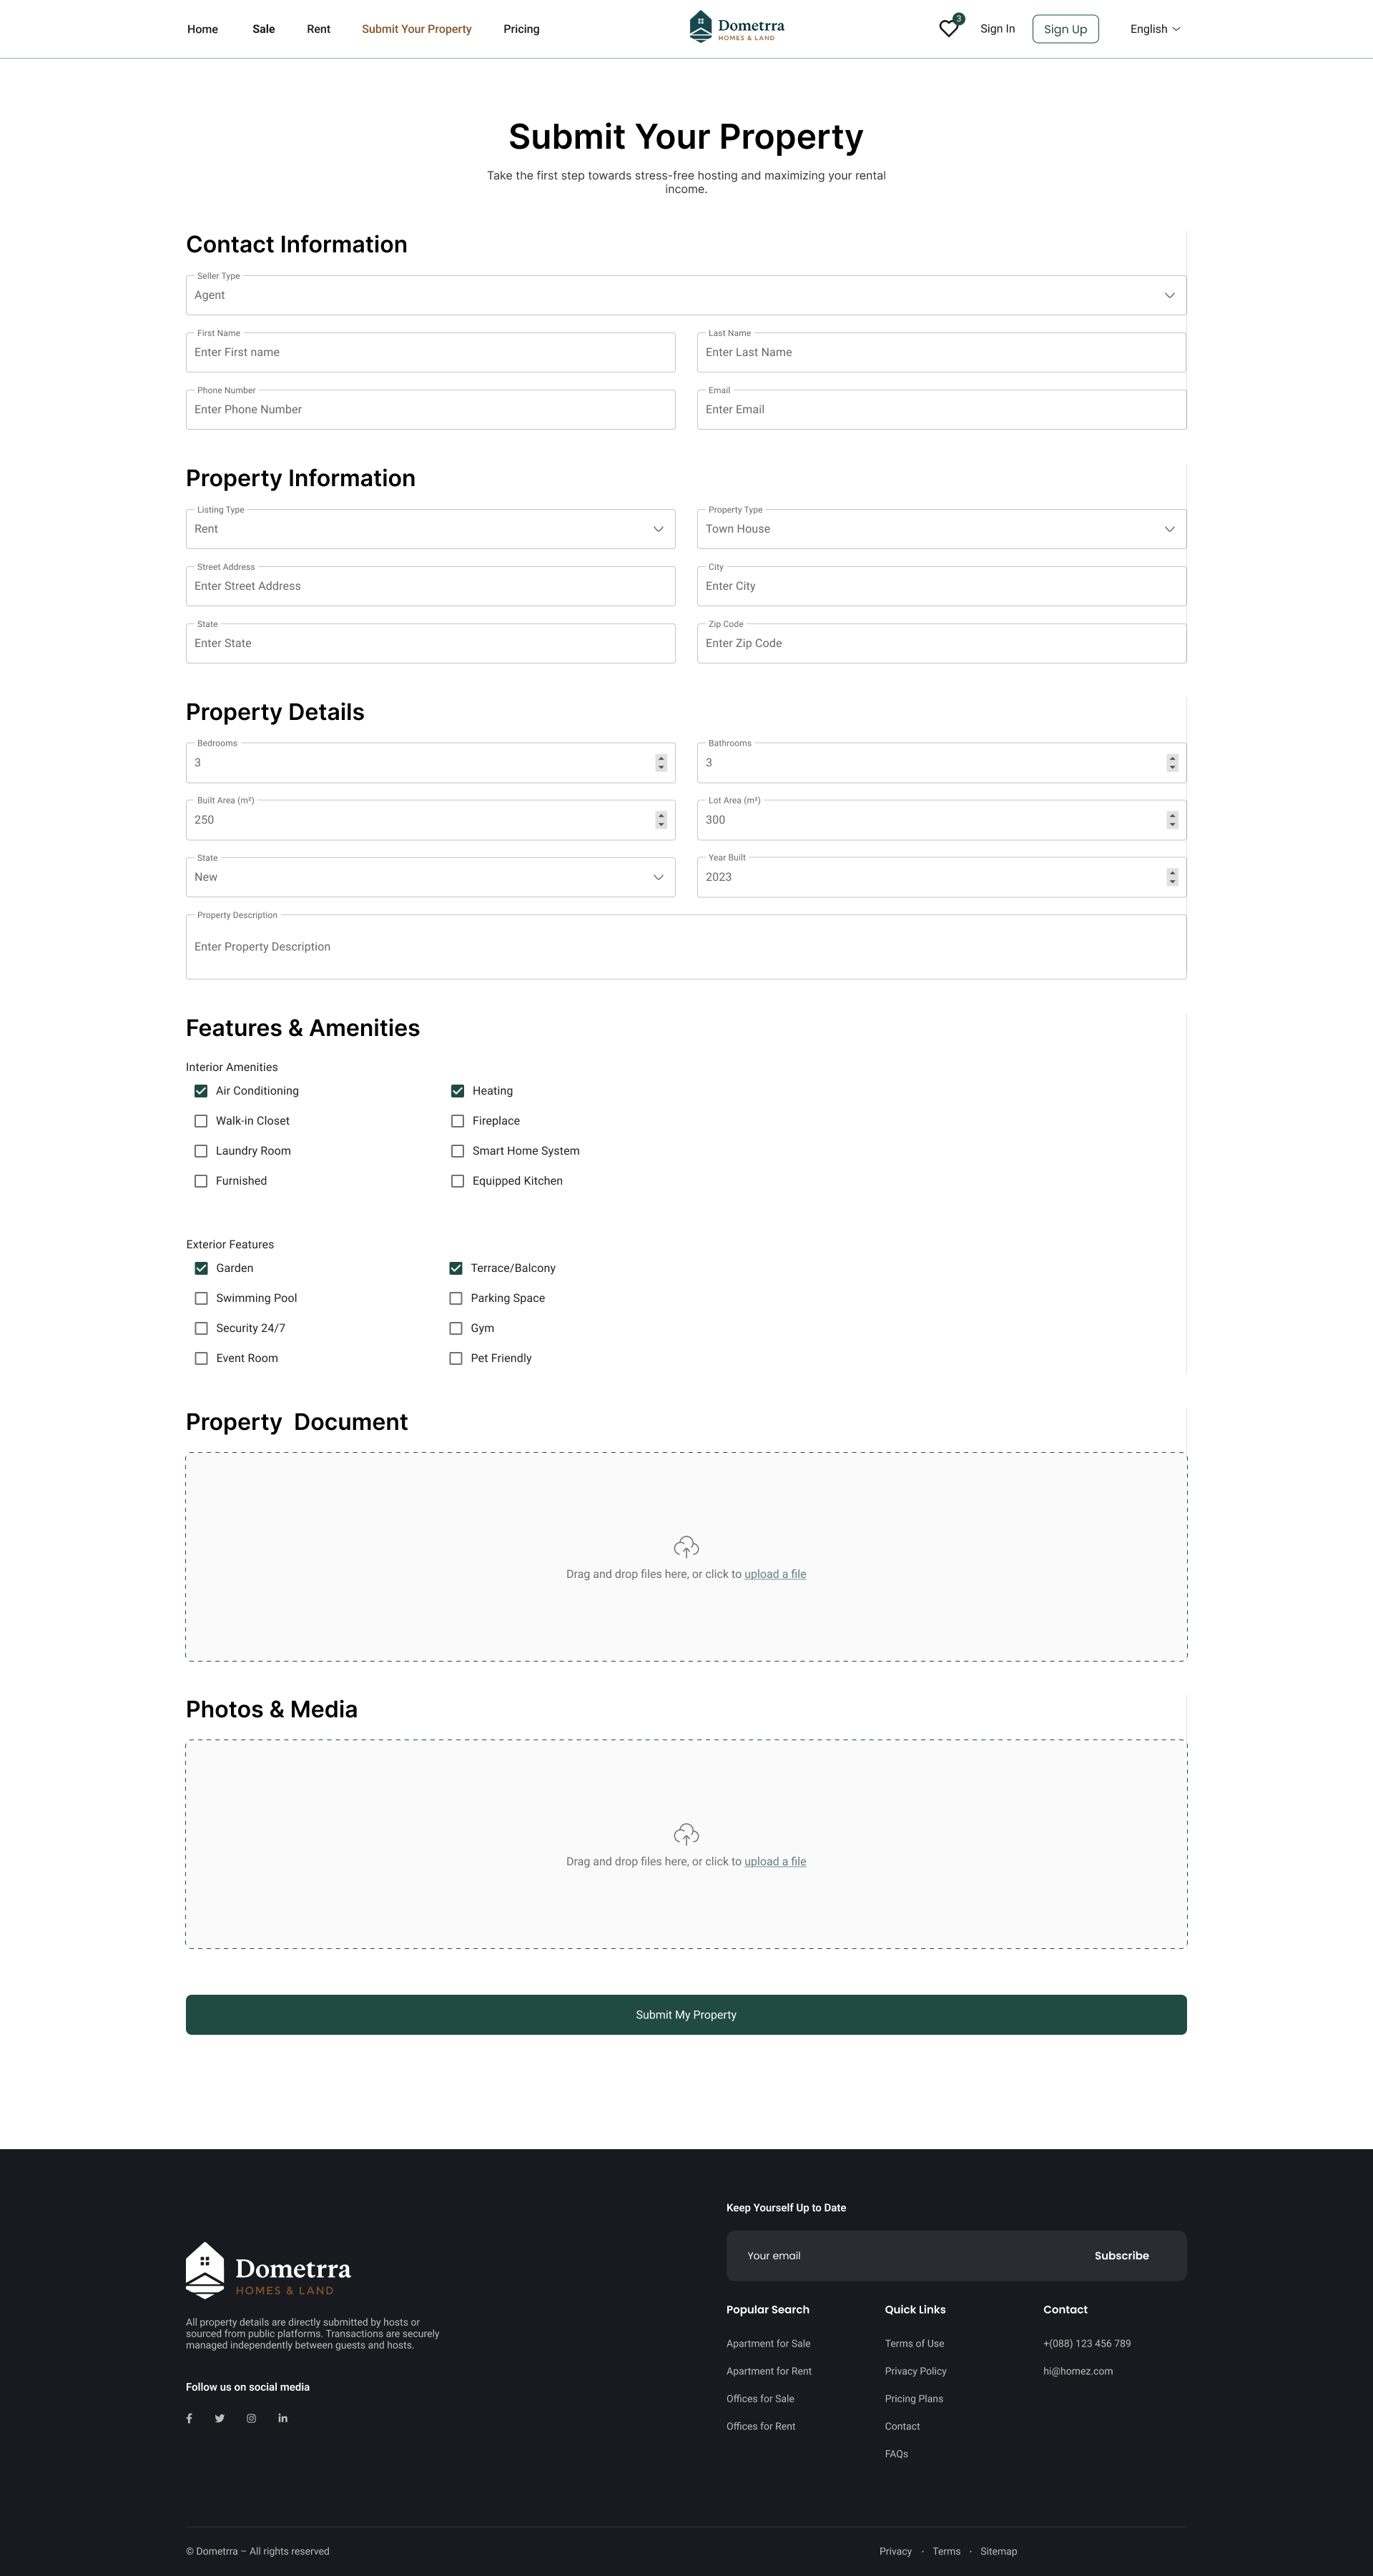 Home Sale Rent Submit Your Property Pricing
Dometrra
HOMES & LAND
3
Sign In Sign Up English
Submit Your Property
Take the first step towards stress-free hosting and maximizing your rental
income.
Contact Information
Seller Type
Agent
First Name
Enter First name
Last Name
Enter Last Name
Phone Number
Enter Phone Number
Email
Enter Email
Property Information
Listing Type
Rent
Property Type
Town House
Street Address
Enter Street Address
City
Enter City
State
Enter State
Zip Code
Enter Zip Code
Property Details
Bedrooms
3
Bathrooms
3
Built Area (m²)
250
Lot Area (m²)
300
State
New
Year Built
2023
Property Description
Enter Property Description
Features & Amenities
Interior Amenities
Air Conditioning
Heating
Walk-in Closet
Fireplace
Laundry Room
Smart Home System
Furnished
Equipped Kitchen
Exterior Features
Garden
Terrace/Balcony
Swimming Pool
Parking Space
Security 24/7
Gym
Event Room
Pet Friendly
Property  Document
Drag and drop files here, or click to upload a file
Photos & Media
Drag and drop files here, or click to upload a file
Submit My Property
Dometrra
HOMES & LAND
All property details are directly submitted by hosts or
sourced from public platforms. Transactions are securely
managed independently between guests and hosts.
Follow us on social media
Keep Yourself Up to Date
Your email Subscribe
Popular Search
Apartment for Sale
Apartment for Rent
Offices for Sale
Offices for Rent
Quick Links
Terms of Use
Privacy Policy
Pricing Plans
Contact
FAQs
Contact
+(088) 123 456 789
hi@homez.com
© Dometrra – All rights reserved
Privacy · Terms · Sitemap